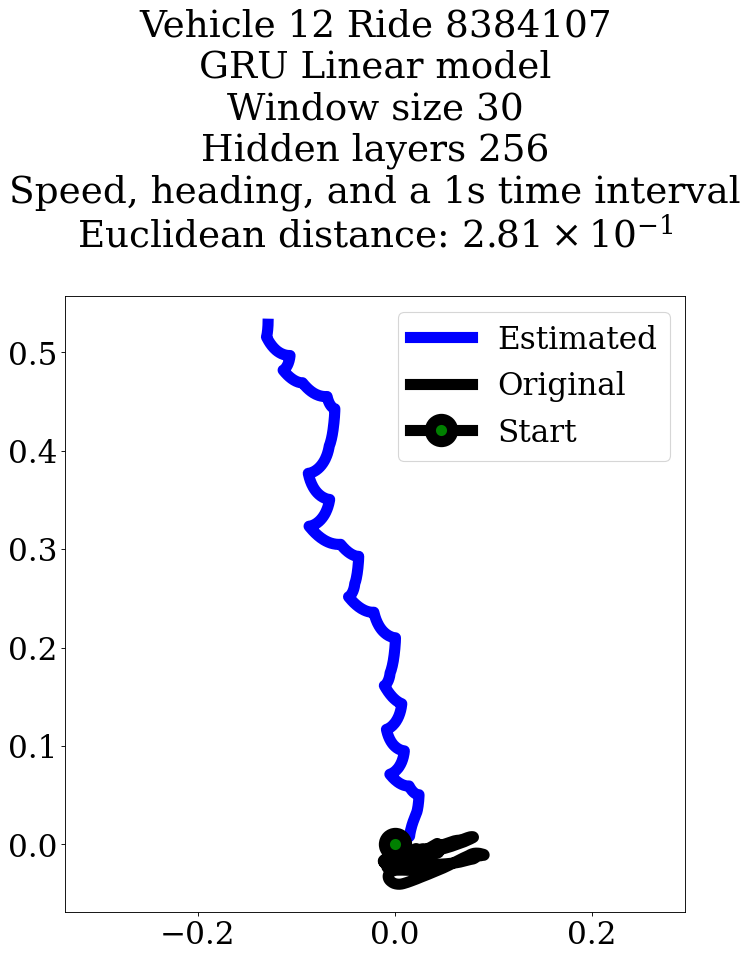 Vehicle 12 Ride 8384107
GRU Linear model
Window size 30
Hidden layers 256
Speed, heading, and a 1s time interval
Euclidean distance: 2.81 × 10⁻¹
Estimated
Original
Start
0.5
0.4
0.3
0.2
0.1
0.0
−0.2 0.0 0.2